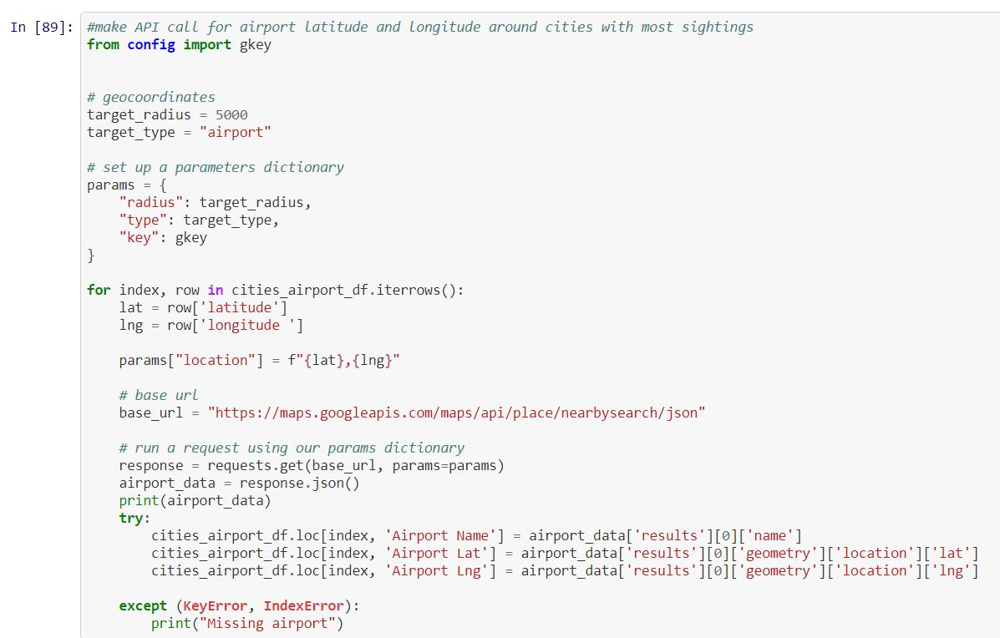 In [89]: #make API call for airport latitude and longitude around cities with most sightings
from config import gkey
# geocoordinates
target_radius = 5000
target_type = "airport"
# set up a parameters dictionary
params = {
    "radius": target_radius,
    "type": target_type,
    "key": gkey
}
for index, row in cities_airport_df.iterrows():
    lat = row['latitude']
    lng = row['longitude ']
    params["location"] = f"{lat},{lng}"
    # base url
    base_url = "https://maps.googleapis.com/maps/api/place/nearbysearch/json"
    # run a request using our params dictionary
    response = requests.get(base_url, params=params)
    airport_data = response.json()
    print(airport_data)
    try:
        cities_airport_df.loc[index, 'Airport Name'] = airport_data['results'][0]['name']
        cities_airport_df.loc[index, 'Airport Lat'] = airport_data['results'][0]['geometry']['location']['lat']
        cities_airport_df.loc[index, 'Airport Lng'] = airport_data['results'][0]['geometry']['location']['lng']
    except (KeyError, IndexError):
        print("Missing airport")